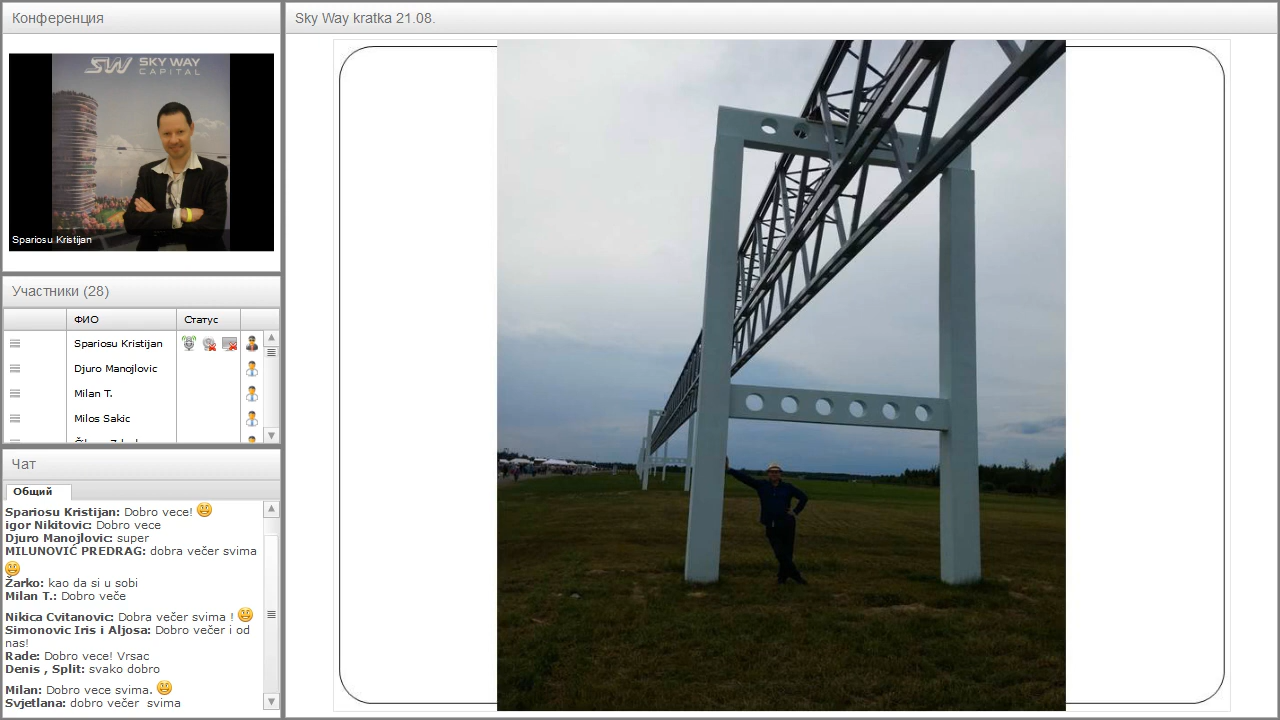 Конференция
SW SKY WAY
CAPITAL
Spariosu Kristijan
Участники (28)
ФИО Статус
Spariosu Kristijan
Djuro Manojlovic
Milan T.
Milos Sakic
Чат
Общий
Spariosu Kristijan: Dobro vece!
igor Nikitovic: Dobro vece
Djuro Manojlovic: super
MILUNOVIĆ PREDRAG: dobra večer svima
Žarko: kao da si u sobi
Milan T.: Dobro veče
Nikica Cvitanovic: Dobra večer svima !
Simonovic Iris i Aljosa: Dobro večer i od
nas!
Rade: Dobro vece! Vrsac
Denis , Split: svako dobro
Milan: Dobro vece svima.
Svjetlana: dobra večer svima
Sky Way kratka 21.08.